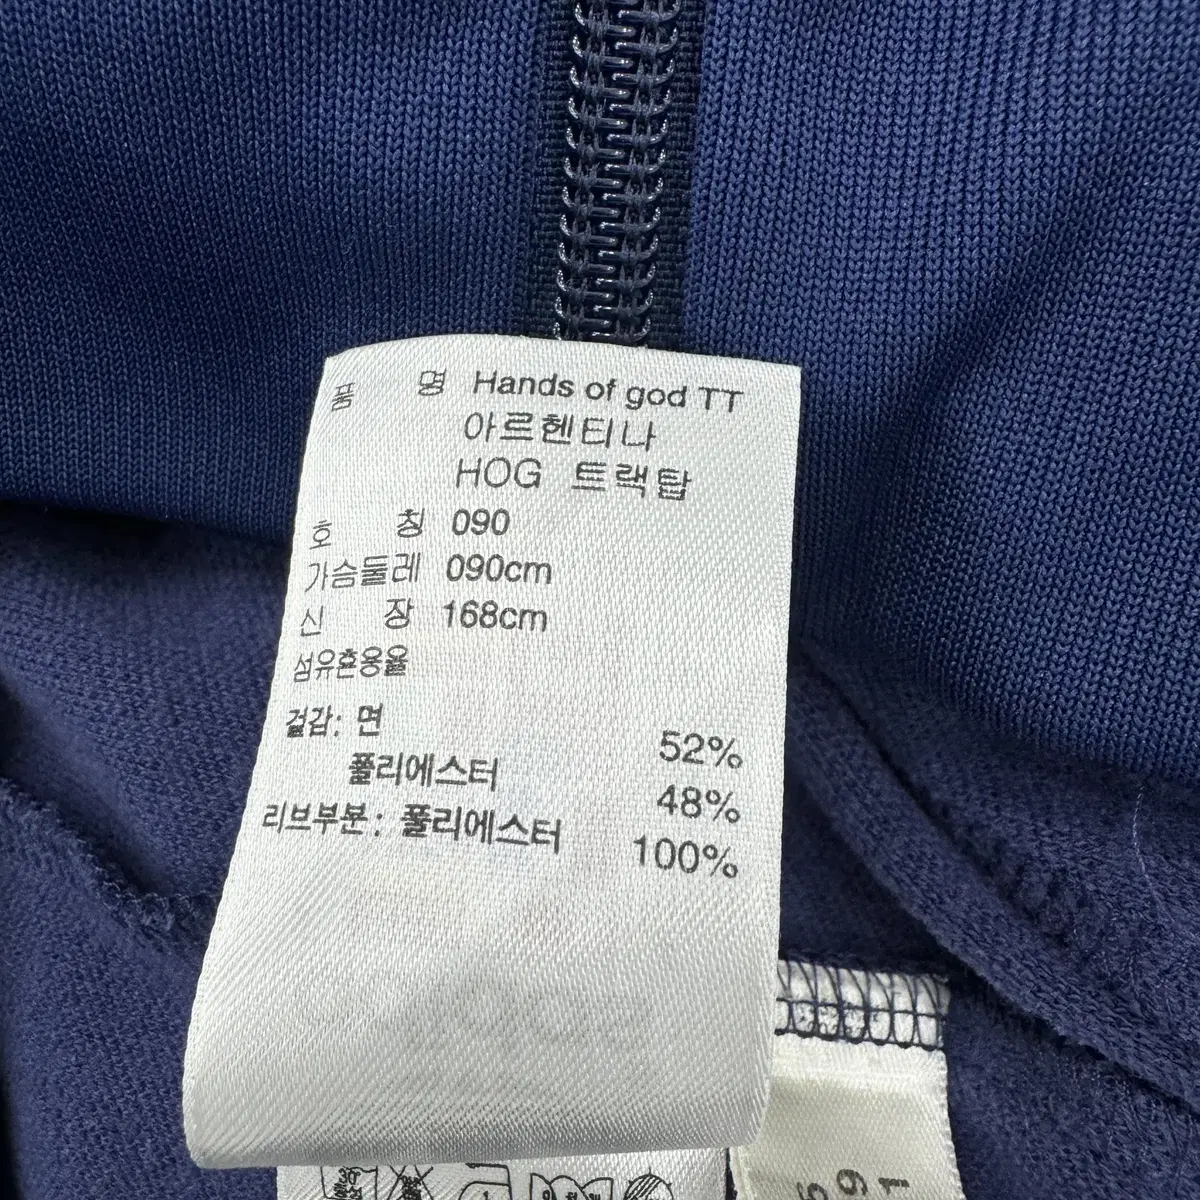 품 명 Hands of god TT
아르헨티나
HOG 트랙탑
호 칭 090
가슴둘레 090cm
신 장 168cm
섬유혼용율
겉감: 면 52%
폴리에스터 48%
리브부분: 폴리에스터 100%